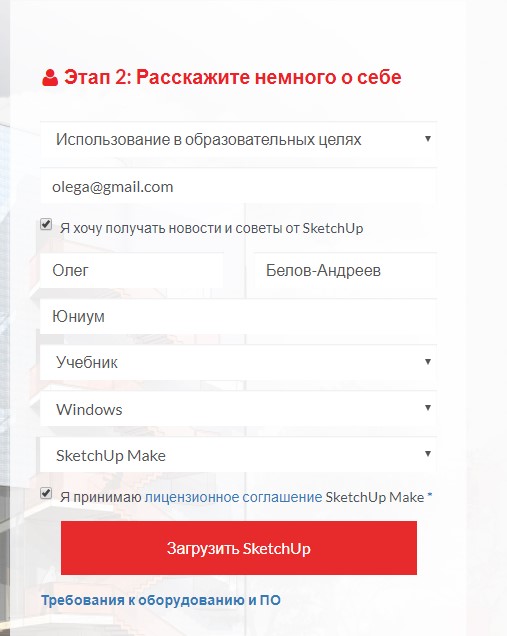 Этап 2: Расскажите немного о себе
Использование в образовательных целях
olega@gmail.com
Я хочу получать новости и советы от SketchUp
Олег Белов-Андреев
Юниум
Учебник
Windows
SketchUp Make
Я принимаю лицензионное соглашение SketchUp Make *
Загрузить SketchUp
Требования к оборудованию и ПО